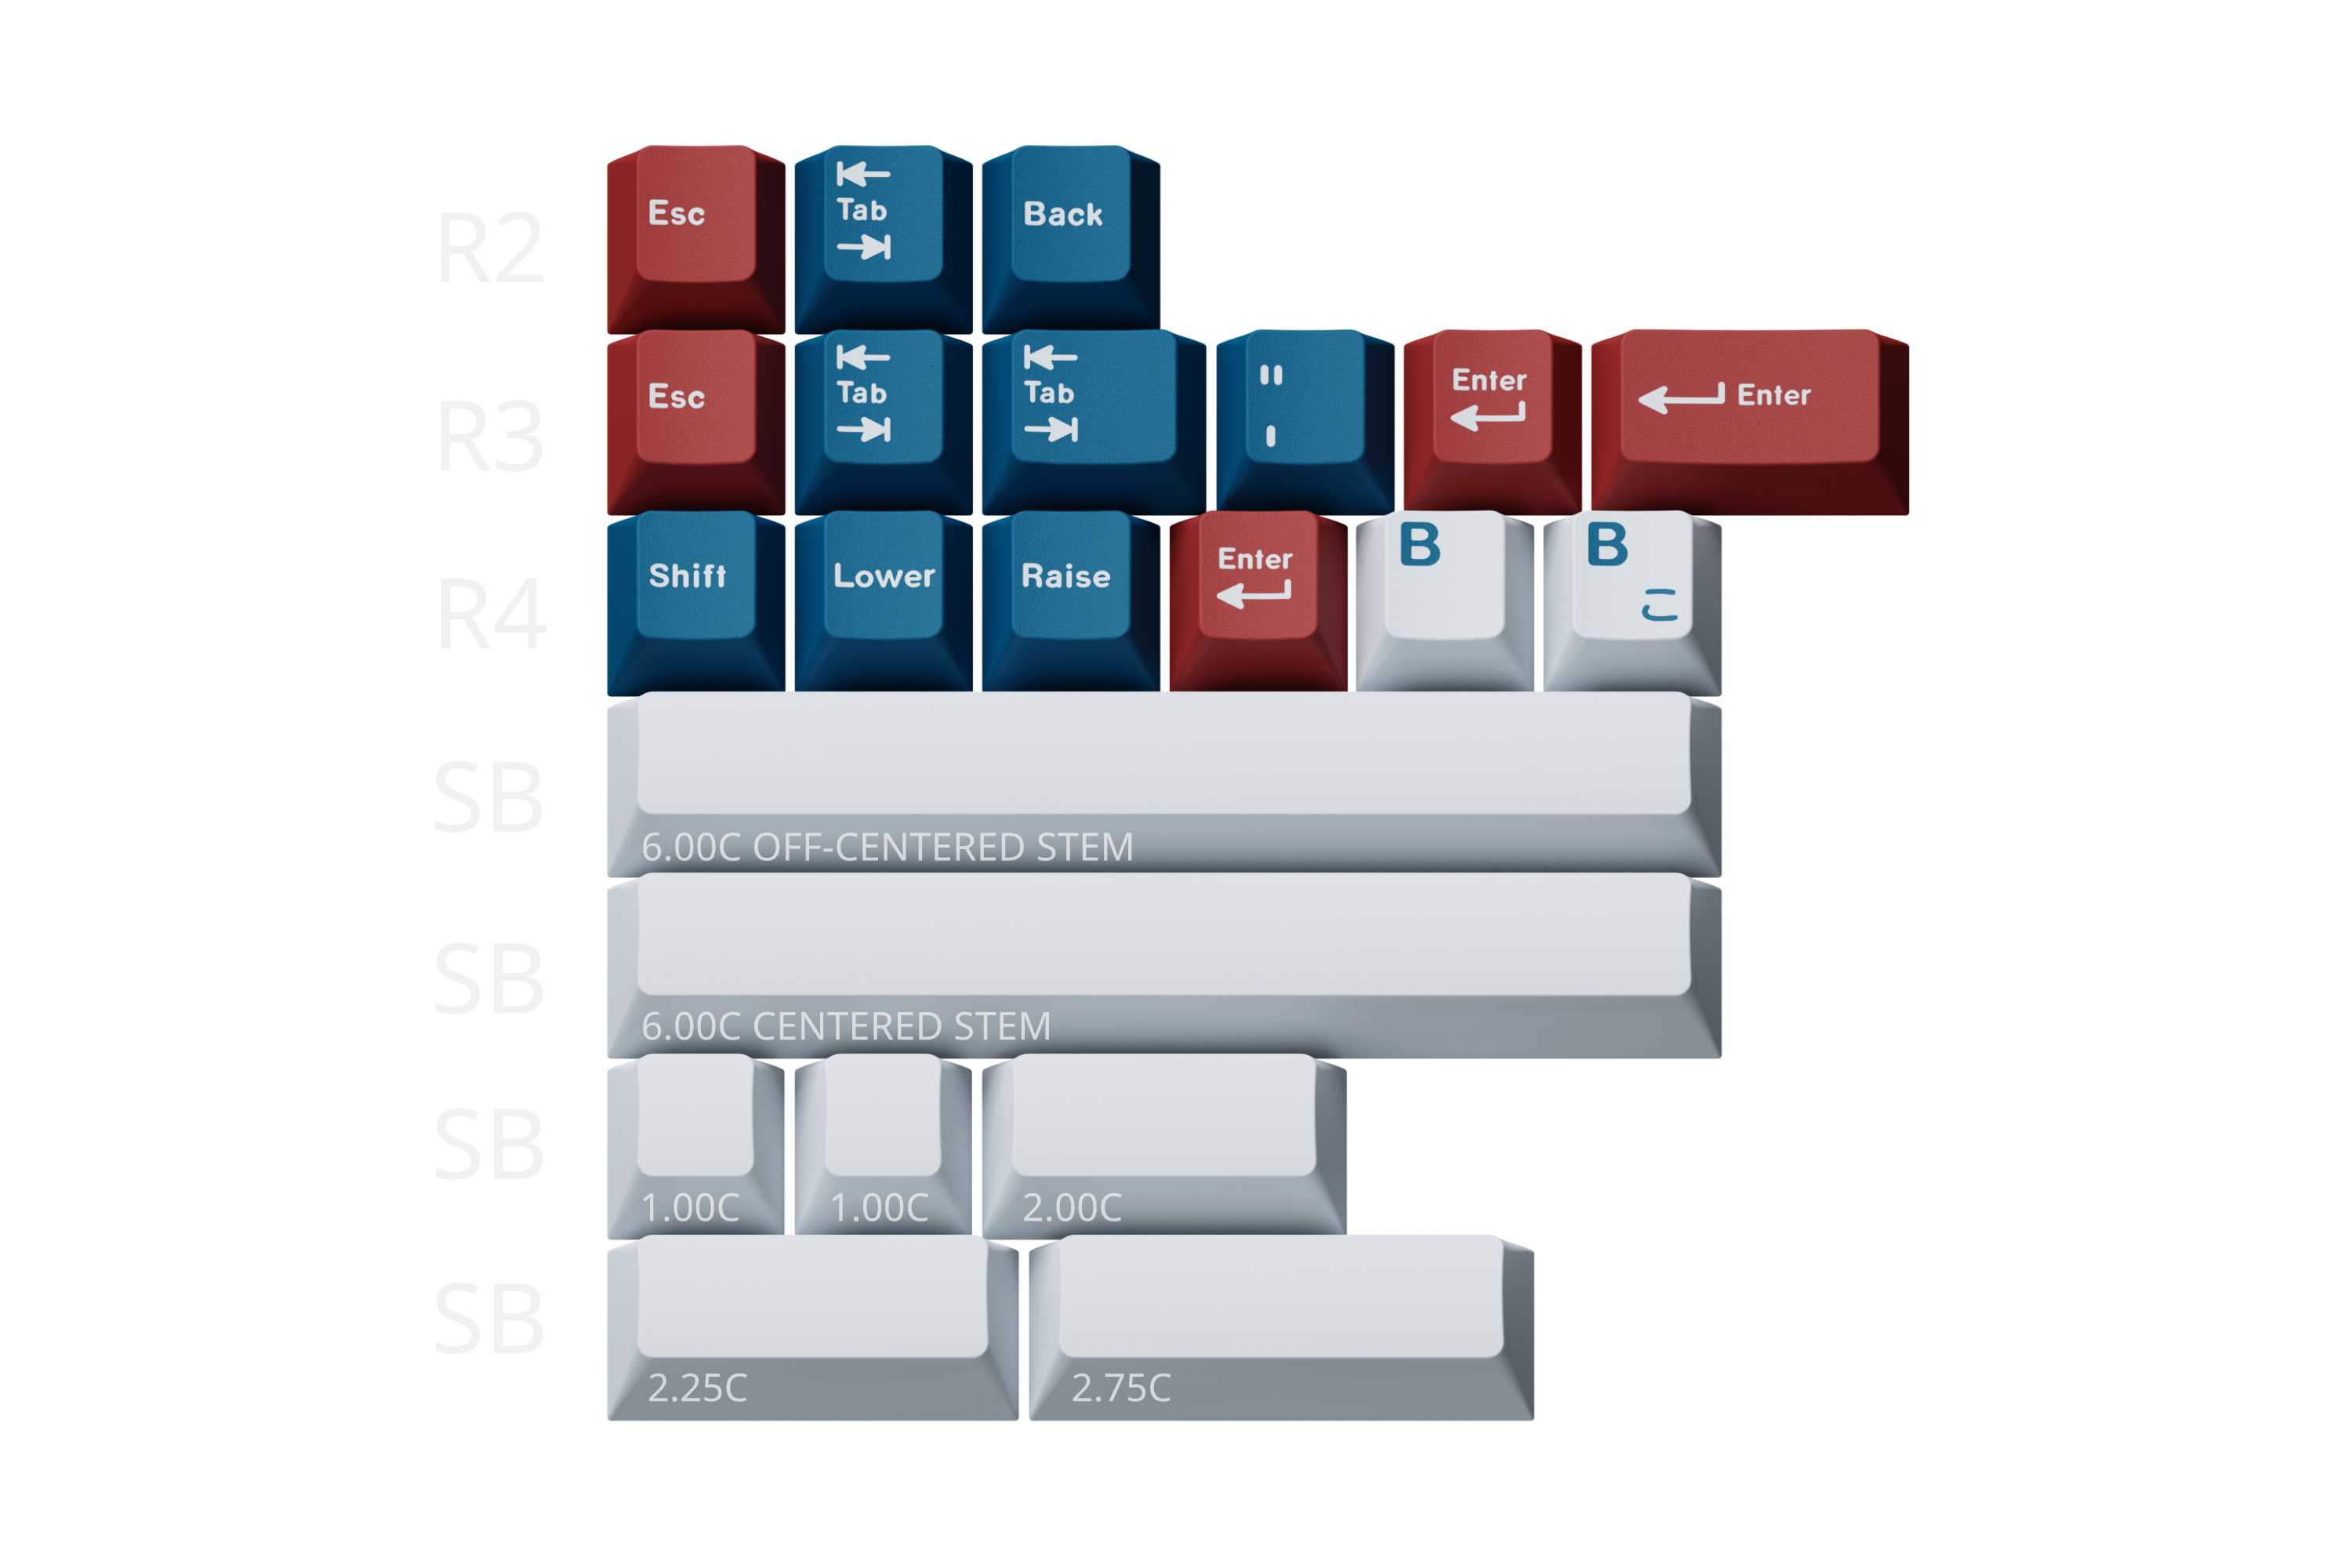 R2
Esc
Tab
Back
R3
Esc
Tab
Tab
"
'
Enter
Enter
R4
Shift
Lower
Raise
Enter
B
B
こ
SB
6.00C OFF-CENTERED STEM
SB
6.00C CENTERED STEM
SB
1.00C
1.00C
2.00C
SB
2.25C
2.75C